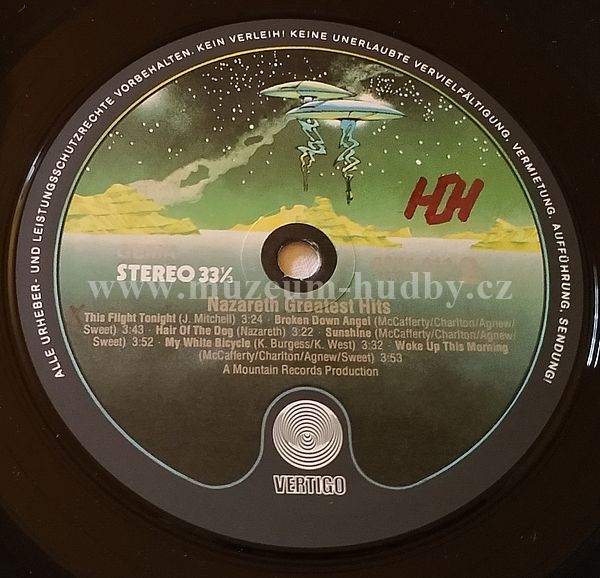 ALLE URHEBER- UND LEISTUNGSSCHUTZRECHTE VORBEHALTEN. KEIN VERLEIH! KEINE UNERLAUBTE VERVIELFÄLTIGUNG, VERMIETUNG, AUFFÜHRUNG, SENDUNG!
HCH
STEREO 33⅓
www.muzeum-hudby.cz
Nazareth Greatest Hits
This Flight Tonight (J. Mitchell) 3:24 · Broken Down Angel (McCafferty/Charlton/Agnew/
Sweet) 3:43 · Hair Of The Dog (Nazareth) 3:22 · Sunshine (McCafferty/Charlton/Agnew/
Sweet) 3:52 · My White Bicycle (K. Burgess/K. West) 3:32 · Woke Up This Morning
(McCafferty/Charlton/Agnew/Sweet) 3:53
A Mountain Records Production
VERTIGO